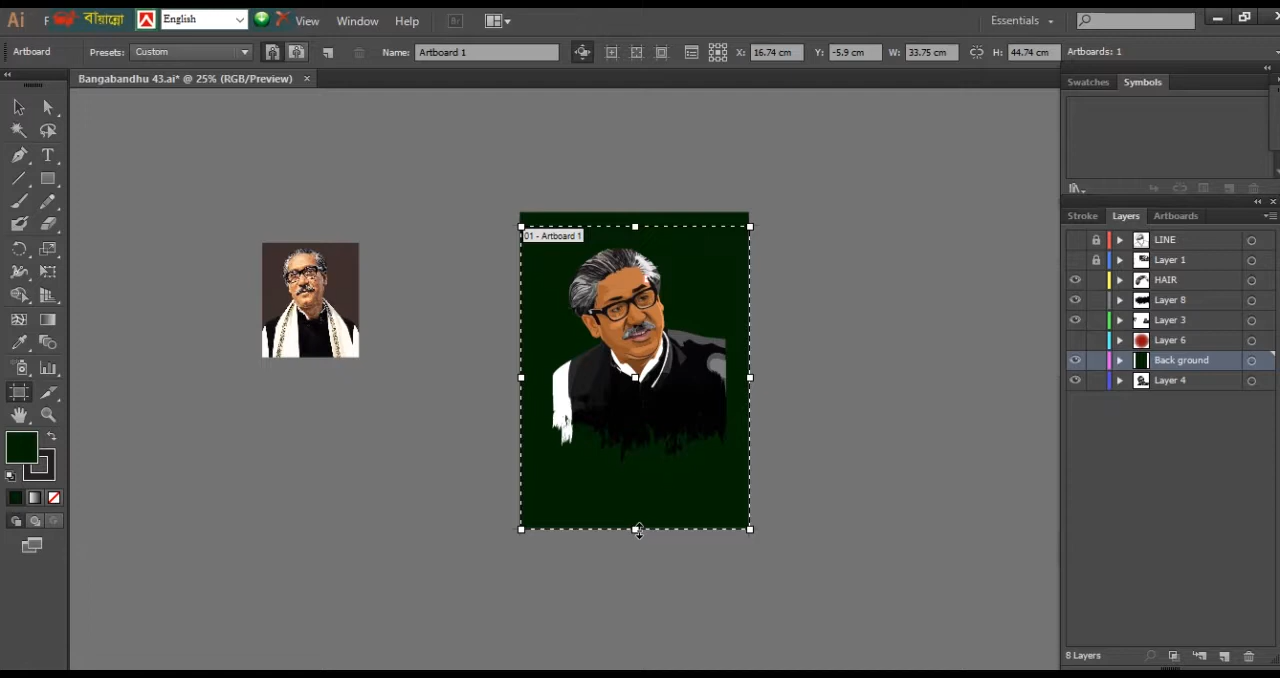 Ai F বায়ান্নো English View Window Help Br Essentials
Artboard Presets: Custom Name: Artboard 1 X: 16.74 cm Y: -5.9 cm W: 33.75 cm H: 44.74 cm Artboards: 1
Bangabandhu 43.ai* @ 25% (RGB/Preview) ×
Swatches Symbols
01 - Artboard 1
Stroke Layers Artboards
LINE
Layer 1
HAIR
Layer 8
Layer 3
Layer 6
Back ground
Layer 4
8 Layers